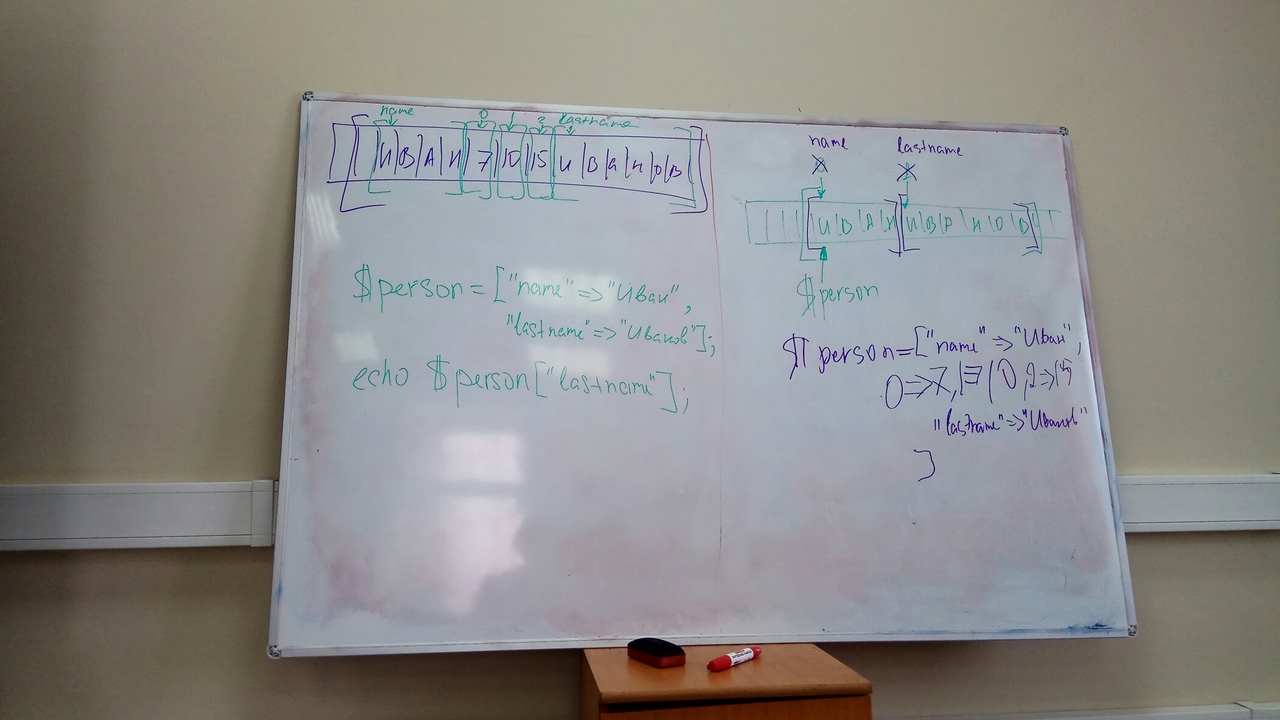 name 0 1 2 lastname
И|В|А|Н 7 10 15 И|В|А|Н|О|В
$person=["name"=>"Иван",
"lastname"=>"Иванов"];
echo $person["lastname"];
name lastname
И|В|А|Н И|В|А|Н|О|В
$person
$person=["name"=>"Иван",
0=>7,1=>10,2=>15
"lastname"=>"Иванов"
]